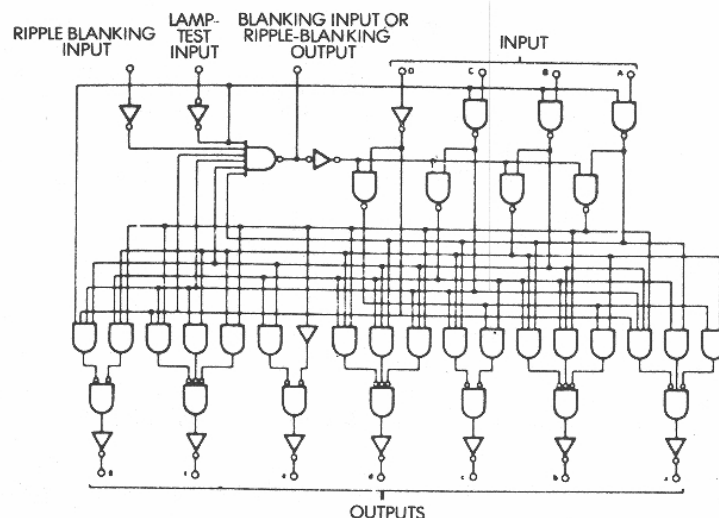 RIPPLE BLANKING
INPUT
LAMP-
TEST
INPUT
BLANKING INPUT OR
RIPPLE-BLANKING
OUTPUT
INPUT
D
C
B
A
g
f
e
d
c
b
a
OUTPUTS